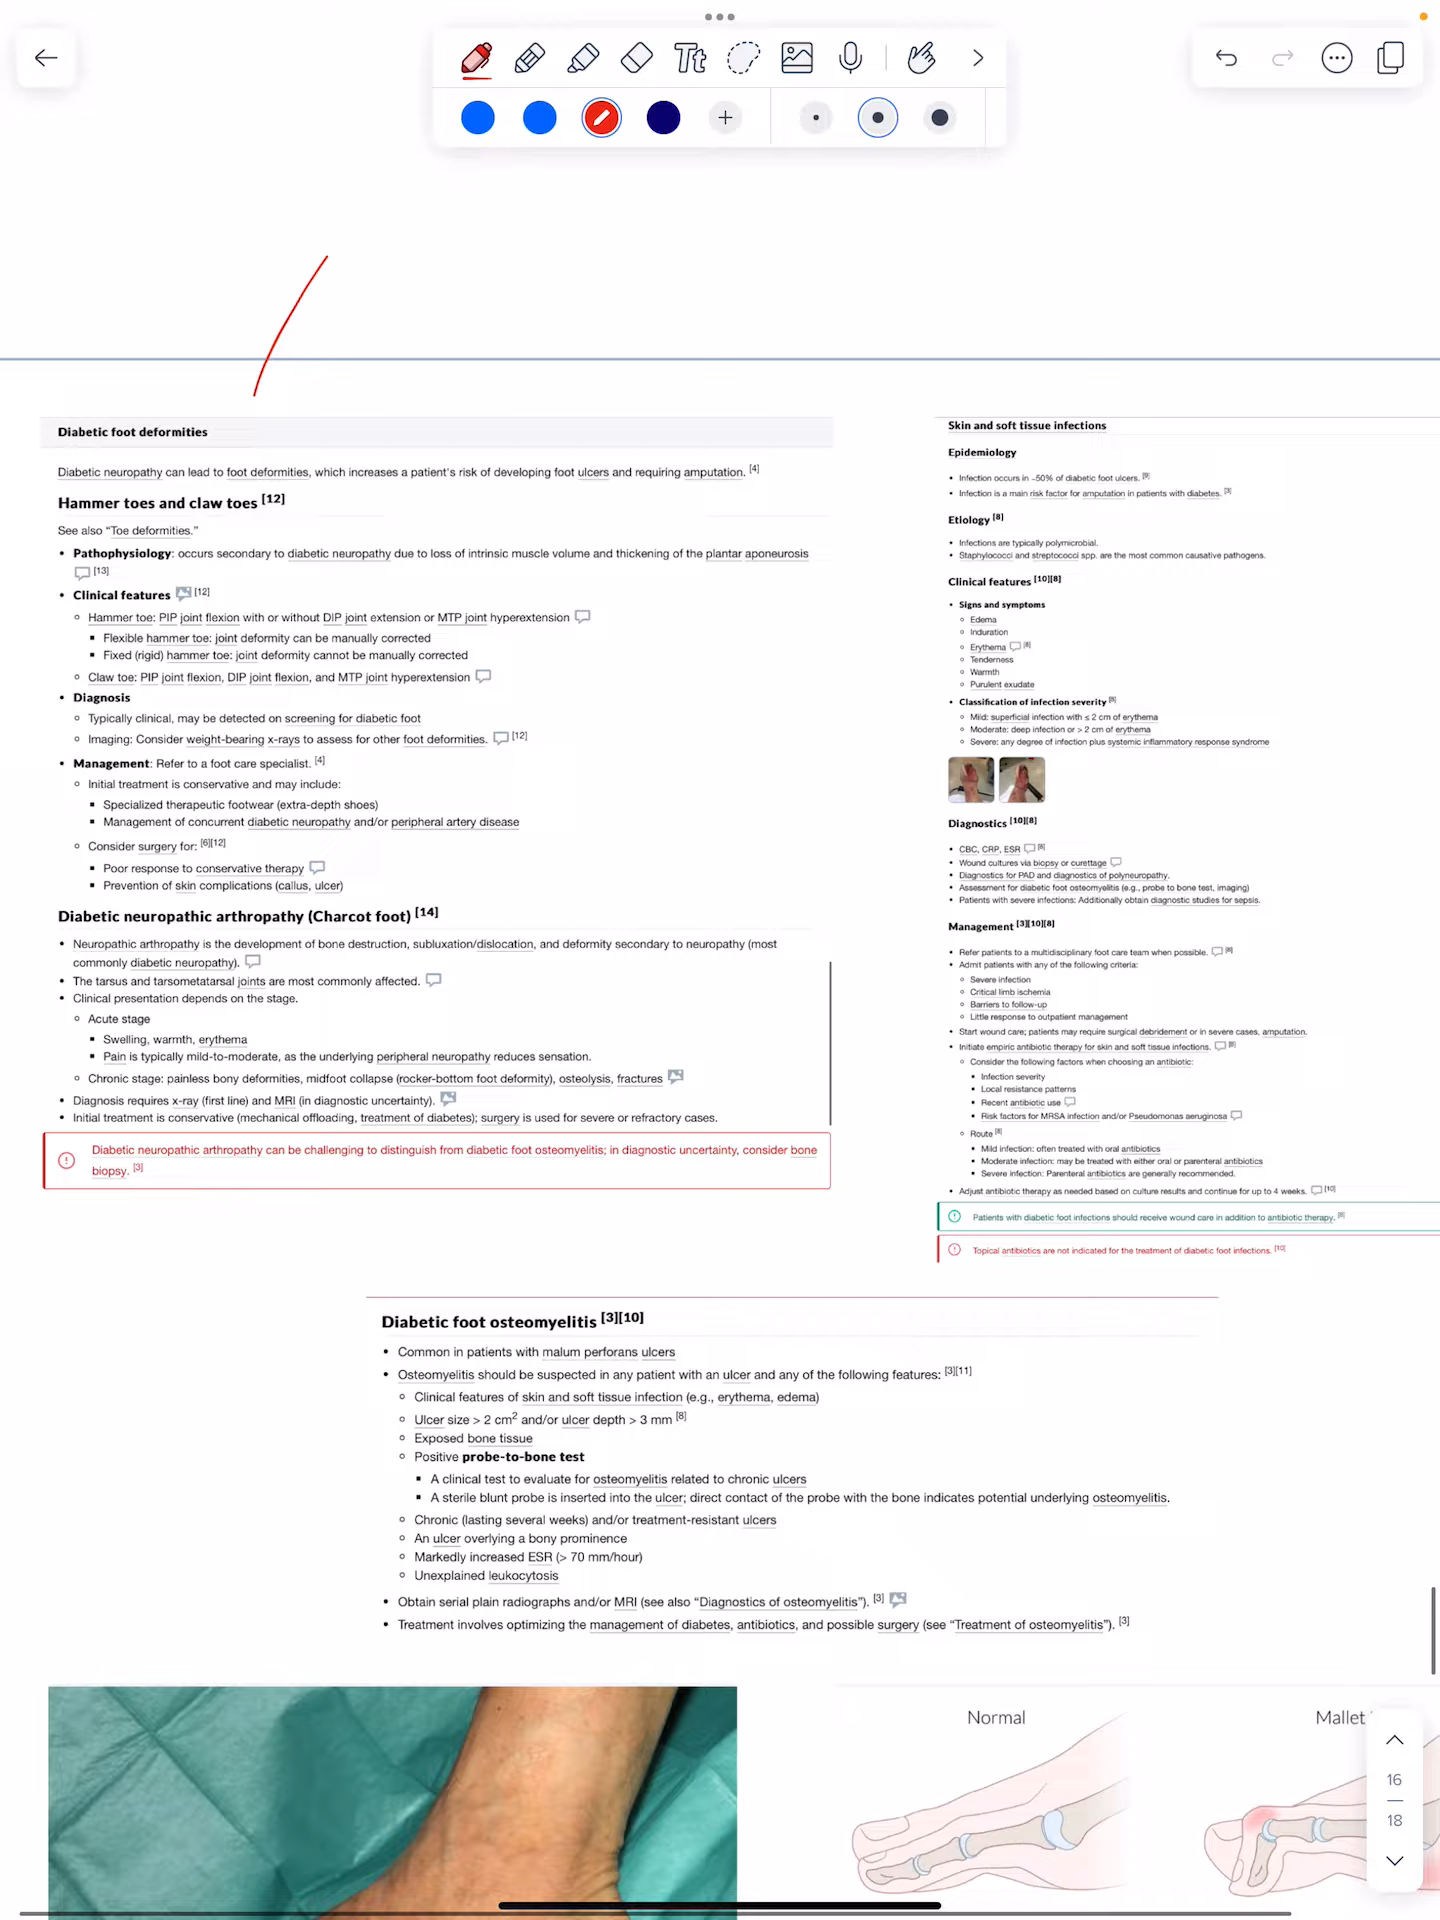 Tt
Diabetic foot deformities
Diabetic neuropathy can lead to foot deformities, which increases a patient's risk of developing foot ulcers and requiring amputation. [4]
Hammer toes and claw toes [12]
See also “Toe deformities.”
• Pathophysiology: occurs secondary to diabetic neuropathy due to loss of intrinsic muscle volume and thickening of the plantar aponeurosis
[13]
• Clinical features [12]
Hammer toe: PIP joint flexion with or without DIP joint extension or MTP joint hyperextension
Flexible hammer toe: joint deformity can be manually corrected
Fixed (rigid) hammer toe: joint deformity cannot be manually corrected
Claw toe: PIP joint flexion, DIP joint flexion, and MTP joint hyperextension
• Diagnosis
Typically clinical, may be detected on screening for diabetic foot
Imaging: Consider weight-bearing x-rays to assess for other foot deformities. [12]
• Management: Refer to a foot care specialist. [4]
Initial treatment is conservative and may include:
Specialized therapeutic footwear (extra-depth shoes)
Management of concurrent diabetic neuropathy and/or peripheral artery disease
Consider surgery for: [6][12]
Poor response to conservative therapy
Prevention of skin complications (callus, ulcer)
Diabetic neuropathic arthropathy (Charcot foot) [14]
• Neuropathic arthropathy is the development of bone destruction, subluxation/dislocation, and deformity secondary to neuropathy (most
commonly diabetic neuropathy).
• The tarsus and tarsometatarsal joints are most commonly affected.
• Clinical presentation depends on the stage.
Acute stage
Swelling, warmth, erythema
Pain is typically mild-to-moderate, as the underlying peripheral neuropathy reduces sensation.
Chronic stage: painless bony deformities, midfoot collapse (rocker-bottom foot deformity), osteolysis, fractures
• Diagnosis requires x-ray (first line) and MRI (in diagnostic uncertainty).
• Initial treatment is conservative (mechanical offloading, treatment of diabetes); surgery is used for severe or refractory cases.
Diabetic neuropathic arthropathy can be challenging to distinguish from diabetic foot osteomyelitis; in diagnostic uncertainty, consider bone
biopsy. [3]
Skin and soft tissue infections
Epidemiology
• Infection occurs in ~50% of diabetic foot ulcers. [9]
• Infection is a main risk factor for amputation in patients with diabetes. [3]
Etiology [8]
• Infections are typically polymicrobial.
• Staphylococci and streptococci spp. are the most common causative pathogens.
Clinical features [10][8]
• Signs and symptoms
Edema
Induration
Erythema [8]
Tenderness
Warmth
Purulent exudate
• Classification of infection severity [8]
Mild: superficial infection with ≤ 2 cm of erythema
Moderate: deep infection or > 2 cm of erythema
Severe: any degree of infection plus systemic inflammatory response syndrome
Diagnostics [10][8]
• CBC, CRP, ESR [8]
• Wound cultures via biopsy or curettage
• Diagnostics for PAD and diagnostics of polyneuropathy.
• Assessment for diabetic foot osteomyelitis (e.g., probe to bone test, imaging)
• Patients with severe infections: Additionally obtain diagnostic studies for sepsis.
Management [3][10][8]
• Refer patients to a multidisciplinary foot care team when possible. [8]
• Admit patients with any of the following criteria:
Severe infection
Critical limb ischemia
Barriers to follow-up
Little response to outpatient management
• Start wound care; patients may require surgical debridement or in severe cases, amputation.
• Initiate empiric antibiotic therapy for skin and soft tissue infections. [8]
Consider the following factors when choosing an antibiotic:
Infection severity
Local resistance patterns
Recent antibiotic use
Risk factors for MRSA infection and/or Pseudomonas aeruginosa
Route [8]
Mild infection: often treated with oral antibiotics
Moderate infection: may be treated with either oral or parenteral antibiotics
Severe infection: Parenteral antibiotics are generally recommended.
• Adjust antibiotic therapy as needed based on culture results and continue for up to 4 weeks. [10]
Patients with diabetic foot infections should receive wound care in addition to antibiotic therapy. [8]
Topical antibiotics are not indicated for the treatment of diabetic foot infections. [10]
Diabetic foot osteomyelitis [3][10]
• Common in patients with malum perforans ulcers
• Osteomyelitis should be suspected in any patient with an ulcer and any of the following features: [3][11]
Clinical features of skin and soft tissue infection (e.g., erythema, edema)
Ulcer size > 2 cm² and/or ulcer depth > 3 mm [8]
Exposed bone tissue
Positive probe-to-bone test
A clinical test to evaluate for osteomyelitis related to chronic ulcers
A sterile blunt probe is inserted into the ulcer; direct contact of the probe with the bone indicates potential underlying osteomyelitis.
Chronic (lasting several weeks) and/or treatment-resistant ulcers
An ulcer overlying a bony prominence
Markedly increased ESR (> 70 mm/hour)
Unexplained leukocytosis
• Obtain serial plain radiographs and/or MRI (see also “Diagnostics of osteomyelitis”). [3]
• Treatment involves optimizing the management of diabetes, antibiotics, and possible surgery (see “Treatment of osteomyelitis”). [3]
Normal
Mallet
16
18